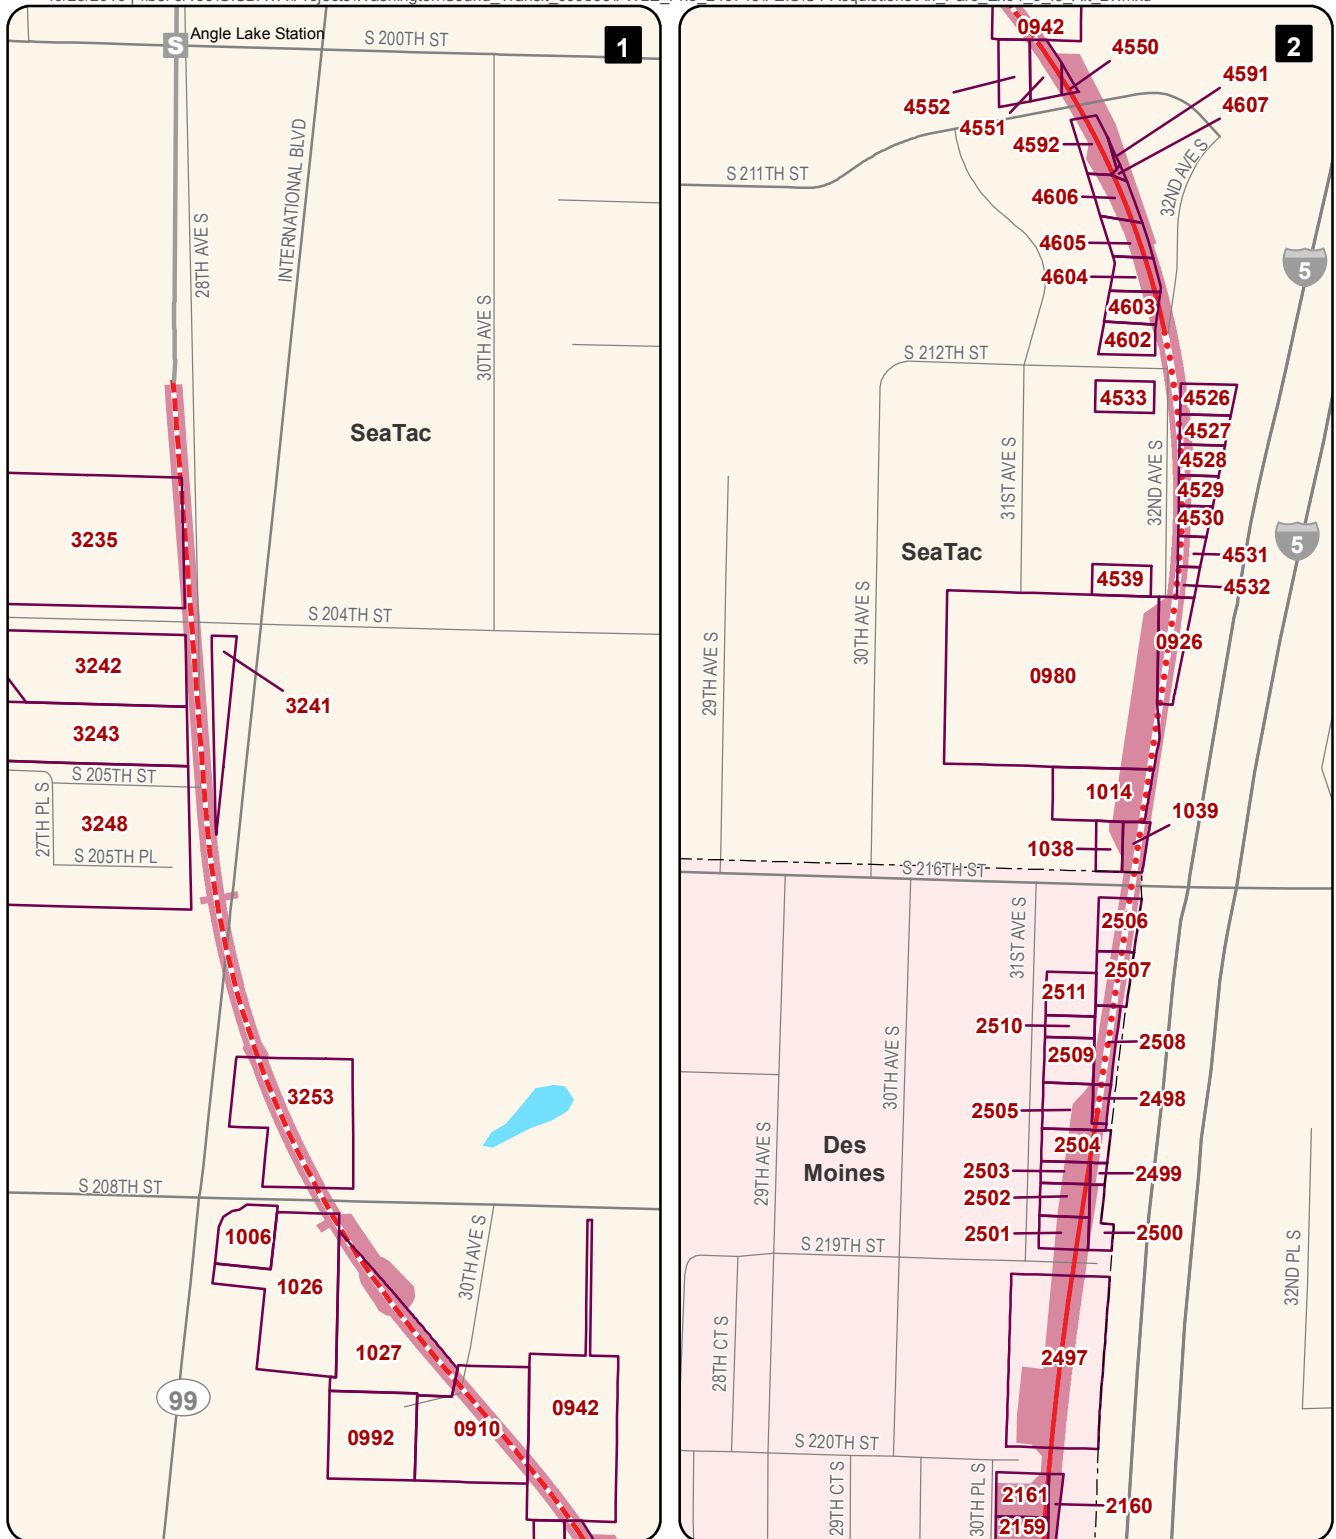 Angle Lake Station
S
S 200TH ST
1
INTERNATIONAL BLVD
28TH AVE S
30TH AVE S
SeaTac
3235
S 204TH ST
3242
3241
3243
S 205TH ST
27TH PL S
3248
S 205TH PL
3253
S 208TH ST
1006
30TH AVE S
1026
1027
99
0942
0992
0910
2
0942
4550
4591
4552
4607
4551
4592
S 211TH ST
32ND AVE S
4606
4605
5
4604
4603
4602
S 212TH ST
4533
4526
4527
4528
31ST AVE S
32ND AVE S
4529
4530
5
SeaTac
4531
4539
4532
30TH AVE S
0926
29TH AVE S
0980
1014
1039
1038
S 216TH ST
2506
31ST AVE S
2507
2511
2510
2508
2509
30TH AVE S
2498
2505
Des
Moines
2504
29TH AVE S
2503
2499
2502
2501
2500
S 219TH ST
32ND PL S
28TH CT S
2497
S 220TH ST
29TH CT S
30TH PL S
2161
2160
2159